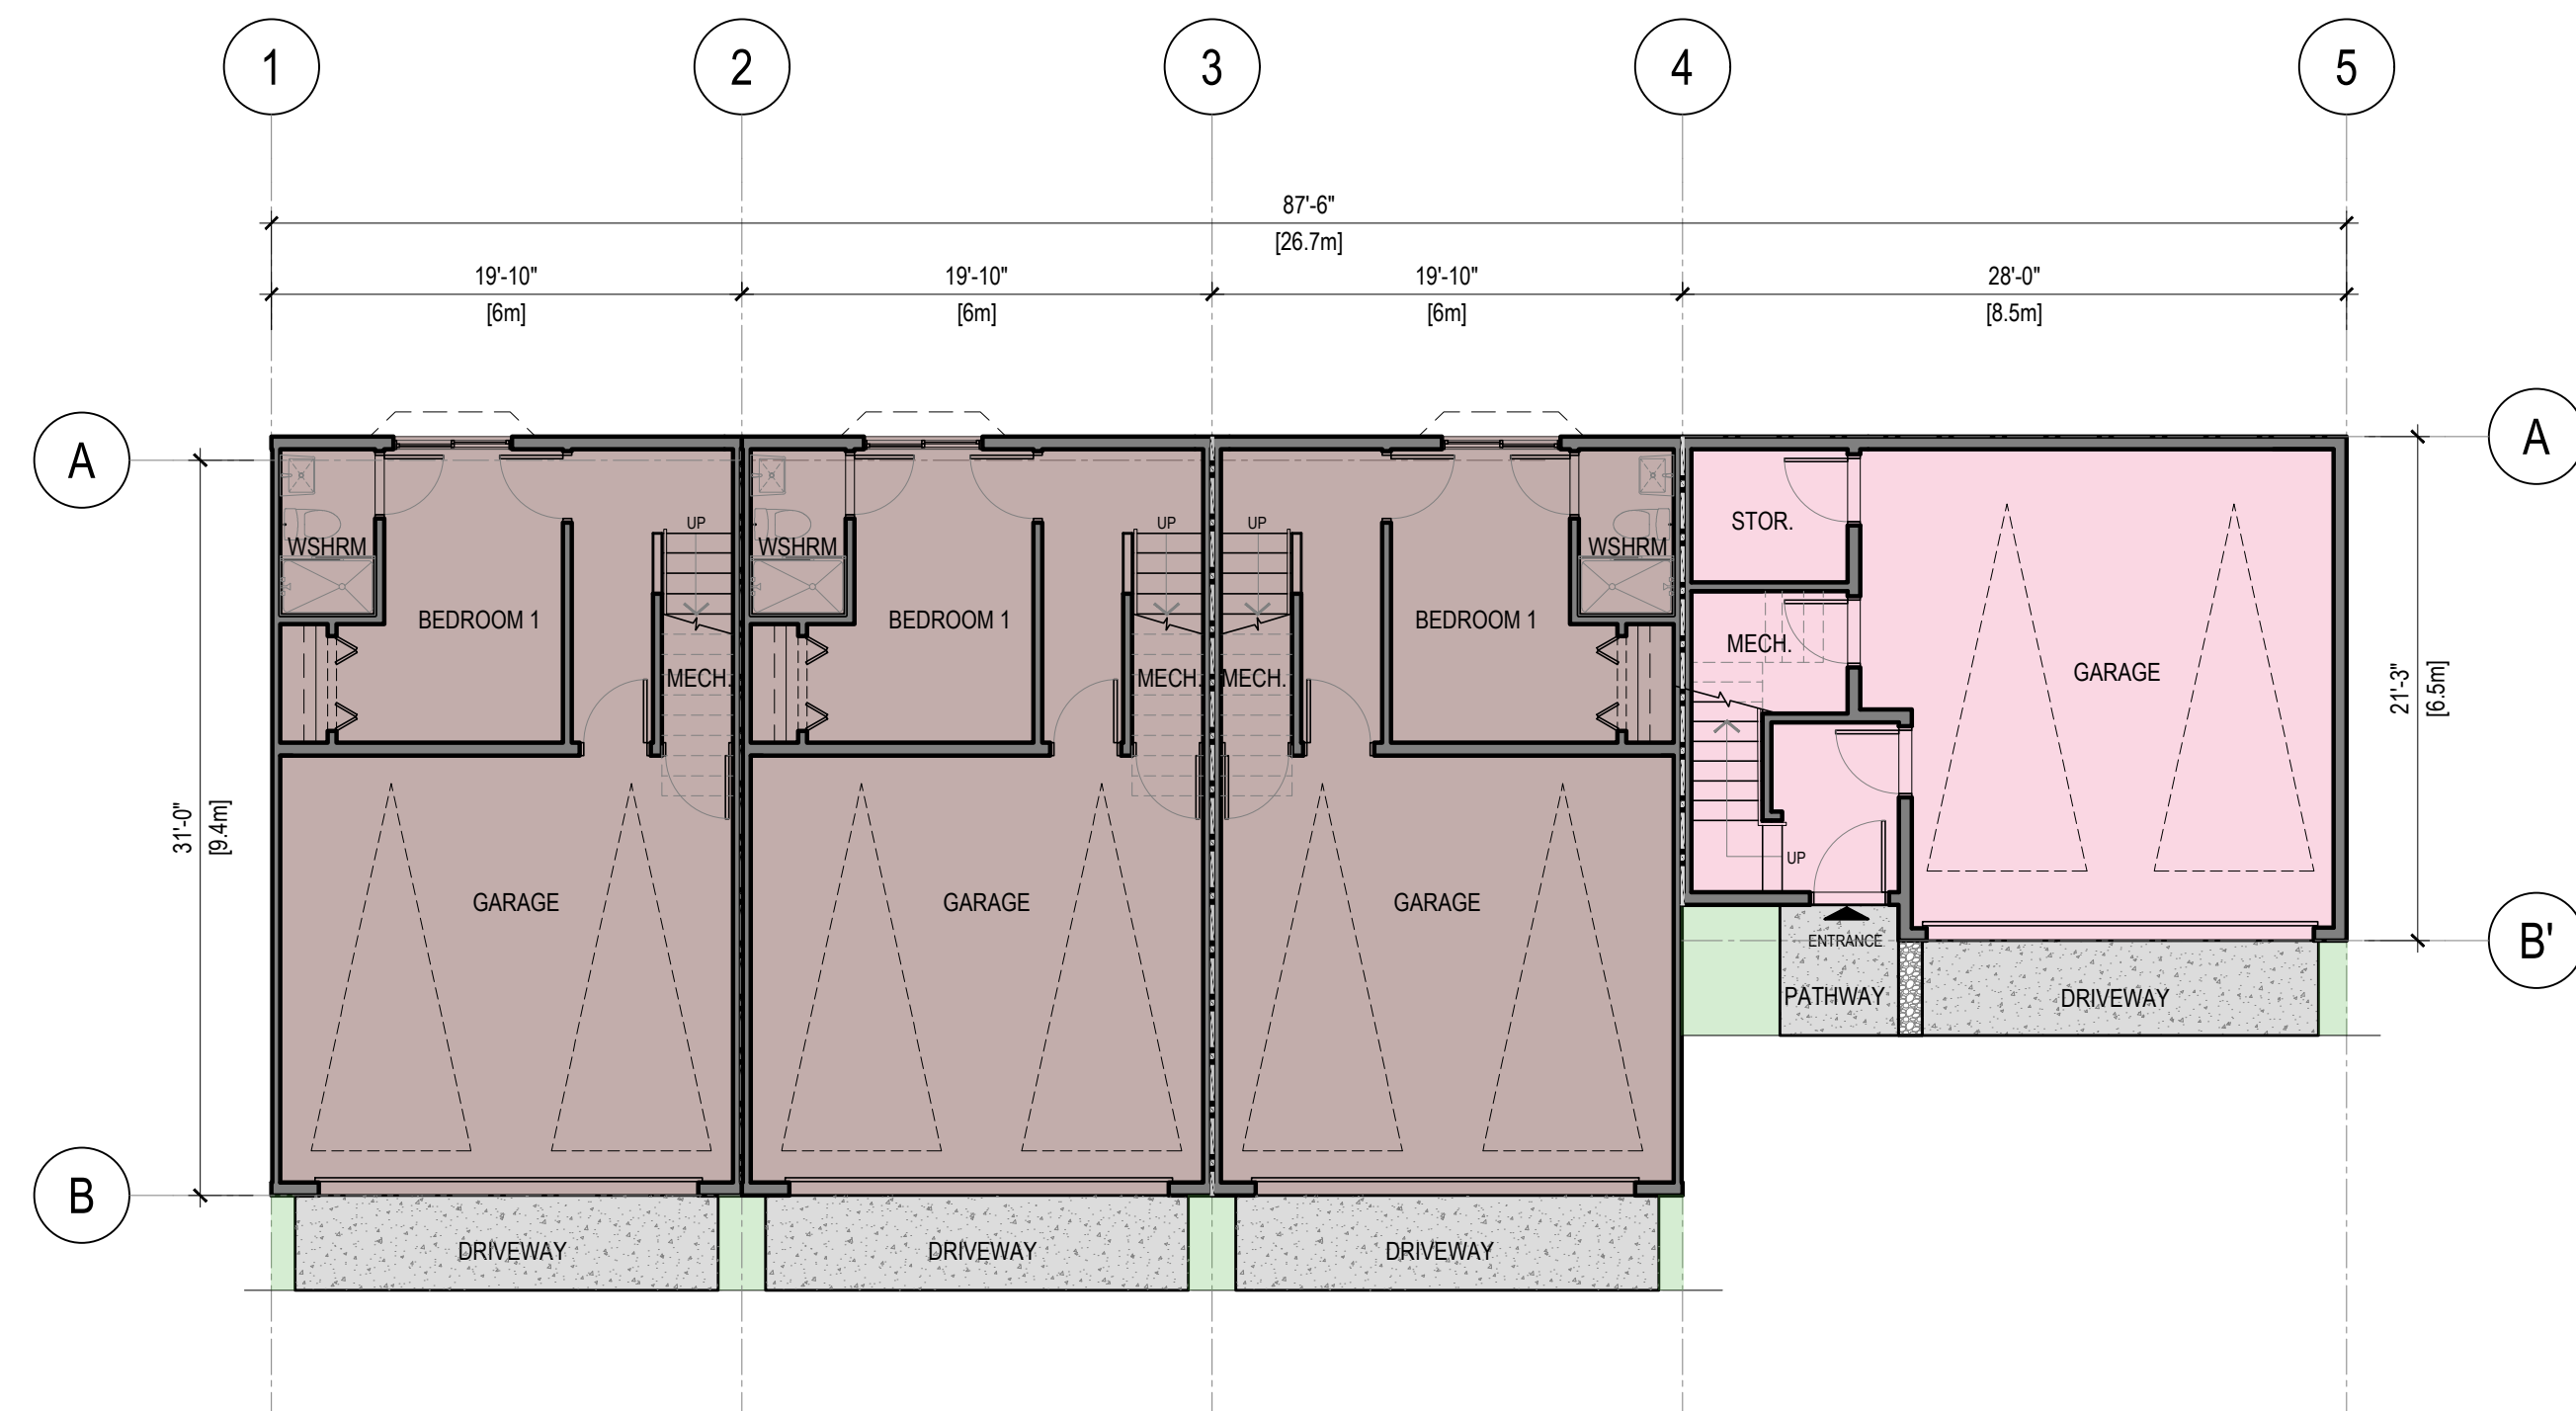 1
2
3
4
5
87'-6"
[26.7m]
19'-10"
19'-10"
19'-10"
28'-0"
[6m]
[6m]
[6m]
[8.5m]
A
A
UP
UP
UP
WSHRM
WSHRM
WSHRM
STOR.
BEDROOM 1
BEDROOM 1
BEDROOM 1
MECH.
MECH.
MECH.
MECH.
GARAGE
21'-3"
[6.5m]
31'-0"
[9.4m]
UP
GARAGE
GARAGE
GARAGE
ENTRANCE
B'
PATHWAY
DRIVEWAY
B
DRIVEWAY
DRIVEWAY
DRIVEWAY